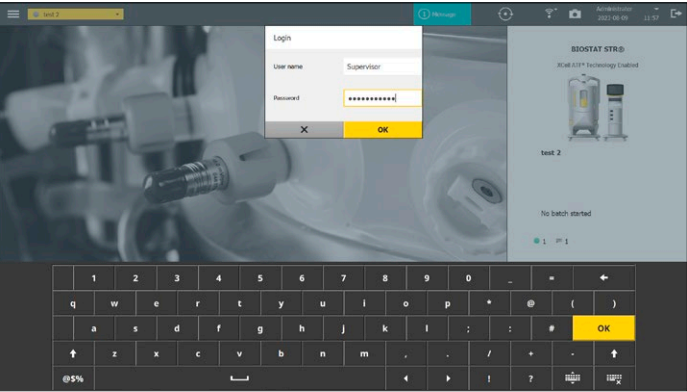 test 2
Message
Administrator
2021-08-09 11:57
Login
User name Supervisor
Password •••••••••••
X OK
BIOSTAT STR®
XCell ATF® Technology Enabled
test 2
No batch started
1 1
1 2 3 4 5 6 7 8 9 0 _ =
q w e r t y u i o p * @ ( )
a s d f g h j k l ; : # OK
z x c v b n m , . / + -
@$% ! ?